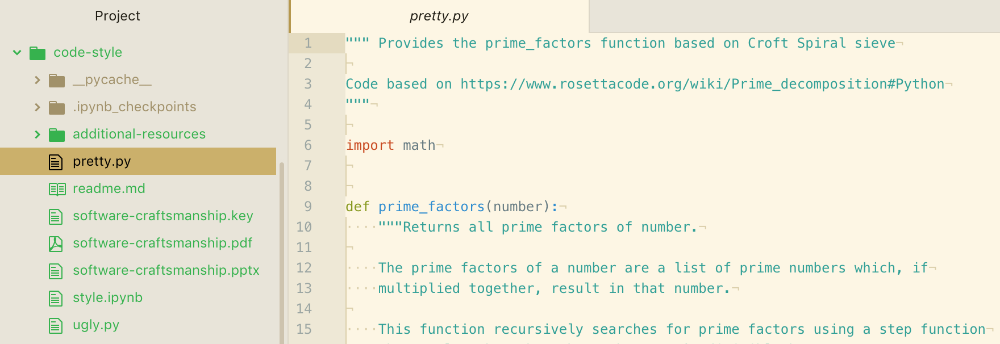 Project
code-style
__pycache__
.ipynb_checkpoints
additional-resources
pretty.py
readme.md
software-craftsmanship.key
software-craftsmanship.pdf
software-craftsmanship.pptx
style.ipynb
ugly.py
pretty.py
1 """ Provides the prime_factors function based on Croft Spiral sieve¬
2 ¬
3 Code based on https://www.rosettacode.org/wiki/Prime_decomposition#Python¬
4 """¬
5 ¬
6 import math¬
7 ¬
8 ¬
9 def prime_factors(number):¬
10 ····"""Returns all prime factors of number.¬
11 ¬
12 ····The prime factors of a number are a list of prime numbers which, if¬
13 ····multiplied together, result in that number.¬
14 ¬
15 ····This function recursively searches for prime factors using a step function¬